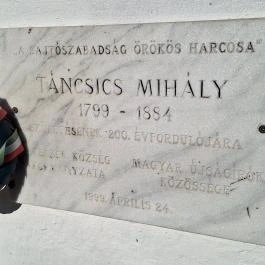 „A SAJTÓSZABADSÁG ÖRÖKÖS HARCOSA”
TÁNCSICS MIHÁLY
1799 - 1884
200. ÉVFORDULÓJÁRA
KÖZSÉG MAGYAR ÚJSÁGÍRÓK
KÖZÖSSÉGE
1999. ÁPRILIS 24.